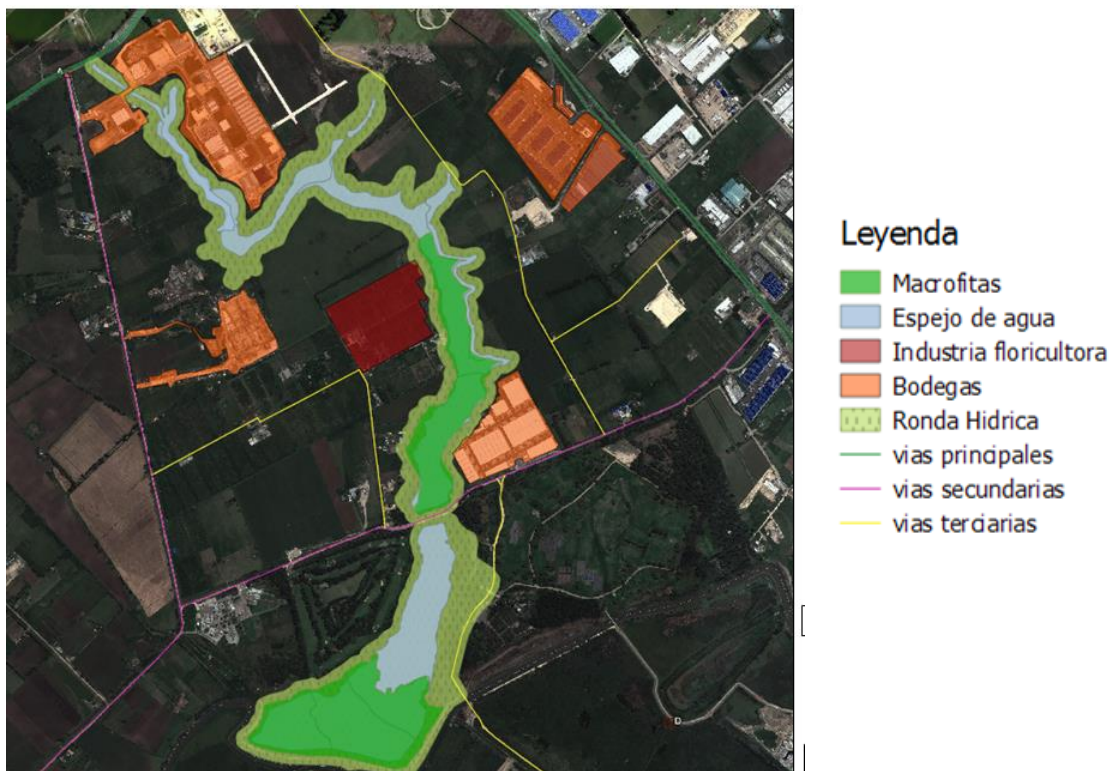 Leyenda
Macrofitas
Espejo de agua
Industria floricultora
Bodegas
Ronda Hidrica
vias principales
vias secundarias
vias terciarias
D